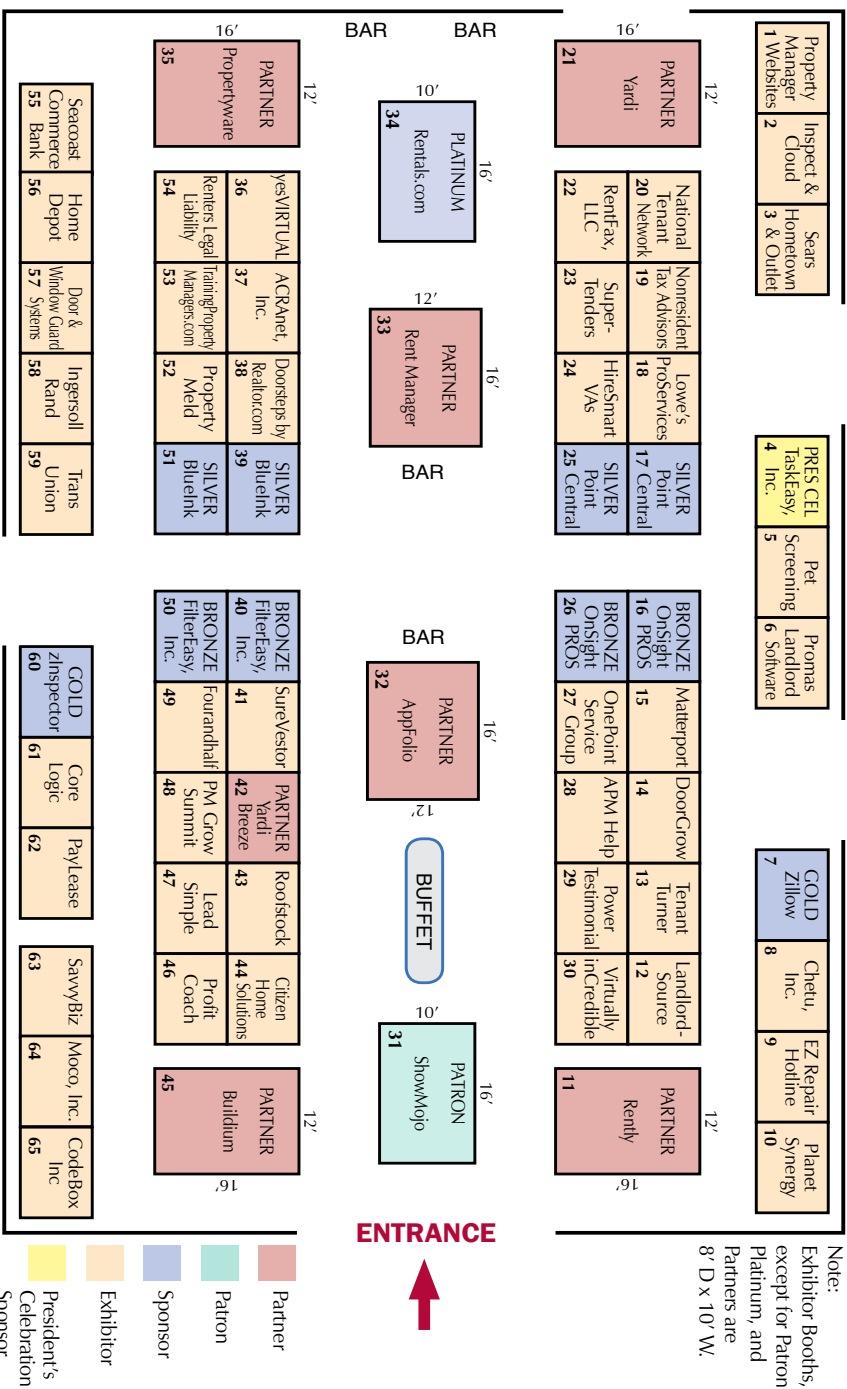 BAR
BAR
16'
12'
PARTNER
Propertyware
35
10'
16'
PLATINUM
Rentals.com
34
16'
12'
PARTNER
Yardi
21
Property
Manager
1 Websites
Inspect &
2 Cloud
Sears
Hometown
3 & Outlet
Seacoast
Commerce
55 Bank
Home
56 Depot
Door &
Window Guard
57 Systems
Ingersoll
58 Rand
Trans
59 Union
yesVIRTUAL
36
ACRAnet,
Inc.
37
Doorsteps by
Realtor.com
38
SILVER
BlueInk
39
Renters Legal
Liability
54
TrainingProperty
Managers.com
53
Property
Meld
52
SILVER
BlueInk
51
12'
16'
PARTNER
Rent Manager
33
BAR
National
Tenant
20 Network
Nonresident
Tax Advisors
19
Lowe's
ProServices
18
SILVER
Point
17 Central
RentFax,
LLC
22
Super-
Tenders
23
HireSmart
VAs
24
SILVER
Point
25 Central
PRES CEL
TaskEasy,
4 Inc.
Pet
Screening
5
Promas
Landlord
6 Software
BRONZE
FilterEasy,
40 Inc.
SureVestor
41
PARTNER
Yardi
42 Breeze
Roofstock
43
Citizen
Home
44 Solutions
BRONZE
FilterEasy,
50 Inc.
Fourandhalf
49
PM Grow
Summit
48
Lead
Simple
47
Profit
Coach
46
BAR
16'
PARTNER
AppFolio
32
12'
BUFFET
10'
16'
PATRON
ShowMojo
31
BRONZE
OnSight
16 PROS
Matterport
15
DoorGrow
14
Tenant
Turner
13
Landlord-
Source
12
BRONZE
OnSight
26 PROS
OnePoint
Service
27 Group
APM Help
28
Power
Testimonial
29
Virtually
inCredible
30
GOLD
Zillow
7
Chetu,
Inc.
8
EZ Repair
Hotline
9
Planet
Synergy
10
GOLD
zInspector
60
Core
Logic
61
PayLease
62
SavvyBiz
63
Moco, Inc.
64
CodeBox
Inc
65
12'
PARTNER
Buildium
45
16'
12'
PARTNER
Rently
11
16'
ENTRANCE
Note:
Exhibitor Booths,
except for Patron
Platinum, and
Partners are
8' D x 10' W.
Partner
Patron
Sponsor
Exhibitor
President's
Celebration
Sponsor